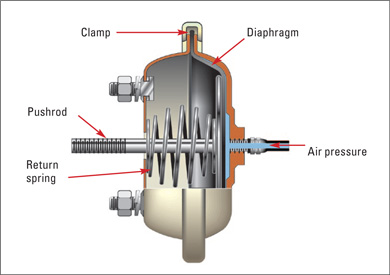 Clamp
Diaphragm
Pushrod
Air pressure
Return
spring